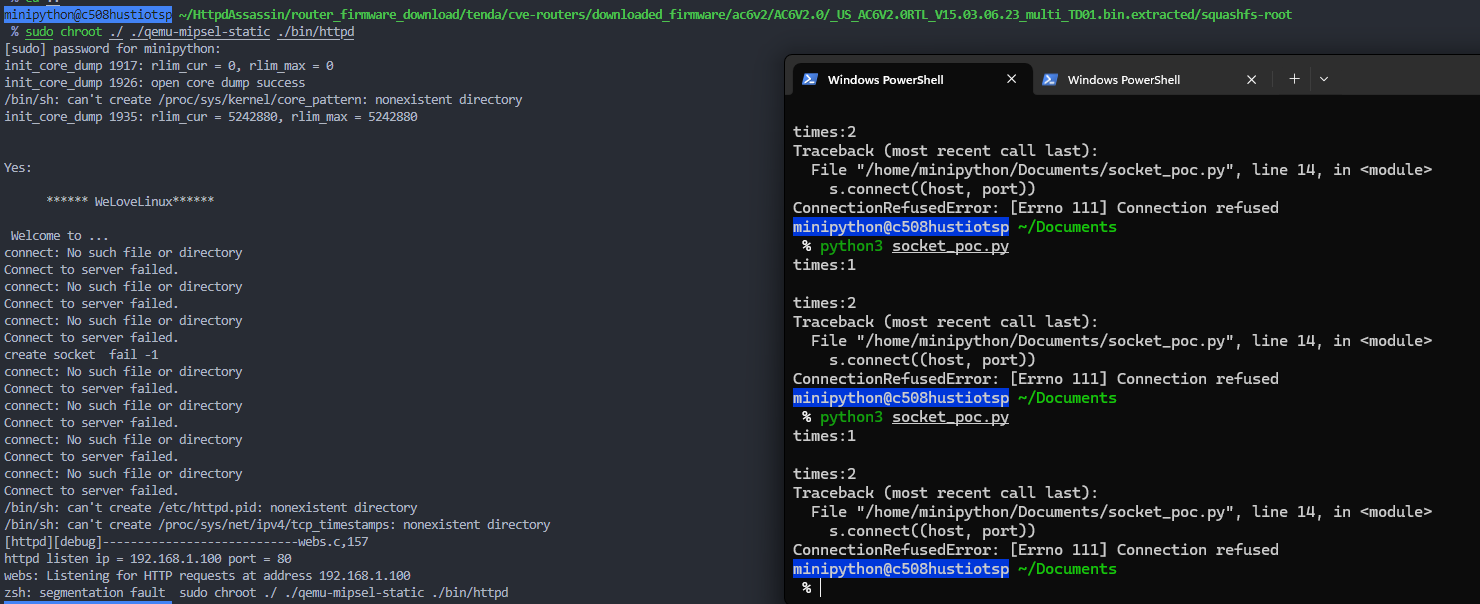 minipython@c508hustiotsp ~/HttpdAssassin/router_firmware_download/tenda/cve-routers/downloaded_firmware/ac6v2/AC6V2.0/_US_AC6V2.0RTL_V15.03.06.23_multi_TD01.bin.extracted/squashfs-root
% sudo chroot ./ ./qemu-mipsel-static ./bin/httpd
[sudo] password for minipython:
init_core_dump 1917: rlim_cur = 0, rlim_max = 0
init_core_dump 1926: open core dump success
/bin/sh: can't create /proc/sys/kernel/core_pattern: nonexistent directory
init_core_dump 1935: rlim_cur = 5242880, rlim_max = 5242880
Yes:
****** WeLoveLinux******
Welcome to ...
connect: No such file or directory
Connect to server failed.
connect: No such file or directory
Connect to server failed.
connect: No such file or directory
Connect to server failed.
create socket  fail -1
connect: No such file or directory
Connect to server failed.
connect: No such file or directory
Connect to server failed.
connect: No such file or directory
Connect to server failed.
connect: No such file or directory
Connect to server failed.
/bin/sh: can't create /etc/httpd.pid: nonexistent directory
/bin/sh: can't create /proc/sys/net/ipv4/tcp_timestamps: nonexistent directory
[httpd][debug]----------------------------webs.c,157
httpd listen ip = 192.168.1.100 port = 80
webs: Listening for HTTP requests at address 192.168.1.100
zsh: segmentation fault  sudo chroot ./ ./qemu-mipsel-static ./bin/httpd
Windows PowerShell
Windows PowerShell
times:2
Traceback (most recent call last):
File "/home/minipython/Documents/socket_poc.py", line 14, in <module>
s.connect((host, port))
ConnectionRefusedError: [Errno 111] Connection refused
minipython@c508hustiotsp ~/Documents
% python3 socket_poc.py
times:1
times:2
Traceback (most recent call last):
File "/home/minipython/Documents/socket_poc.py", line 14, in <module>
s.connect((host, port))
ConnectionRefusedError: [Errno 111] Connection refused
minipython@c508hustiotsp ~/Documents
% python3 socket_poc.py
times:1
times:2
Traceback (most recent call last):
File "/home/minipython/Documents/socket_poc.py", line 14, in <module>
s.connect((host, port))
ConnectionRefusedError: [Errno 111] Connection refused
minipython@c508hustiotsp ~/Documents
%